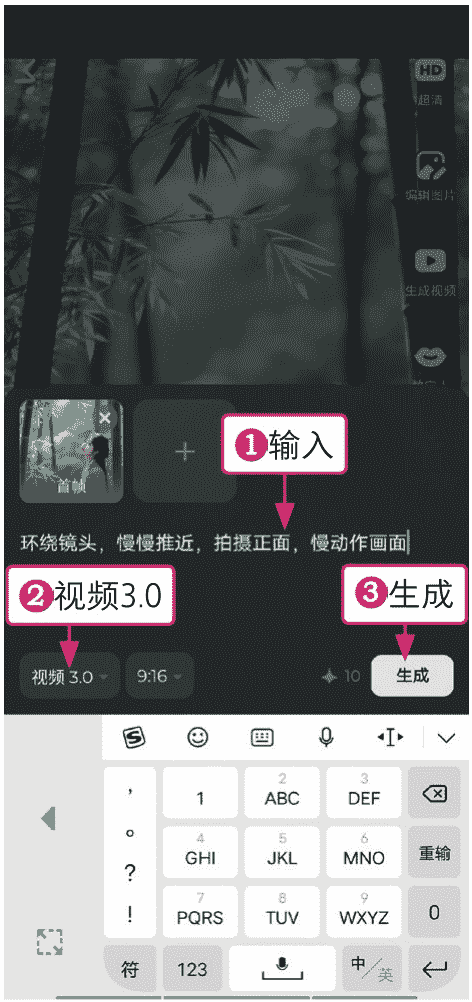 HD
超清
编辑图片
生成视频
首帧
+
❶输入
环绕镜头，慢慢推近，拍摄正面，慢动作画面
❷视频3.0
❸生成
视频 3.0
9:16
10
生成
S
，
1
2
ABC
3
DEF
。
4
GHI
5
JKL
6
MNO
重输
?
!
7
PQRS
8
TUV
9
WXYZ
0
符
123
中/英